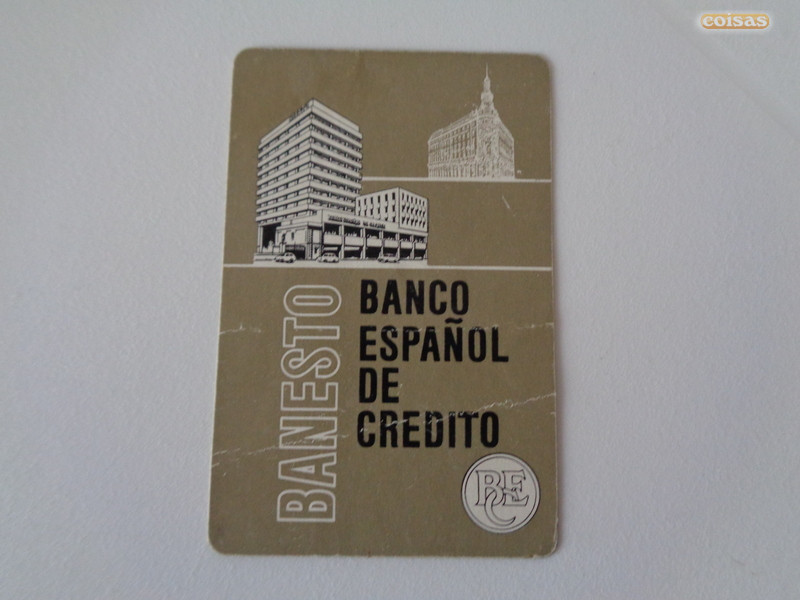 coisas
BANESTO
BANCO
ESPAÑOL
DE
CREDITO
BEC